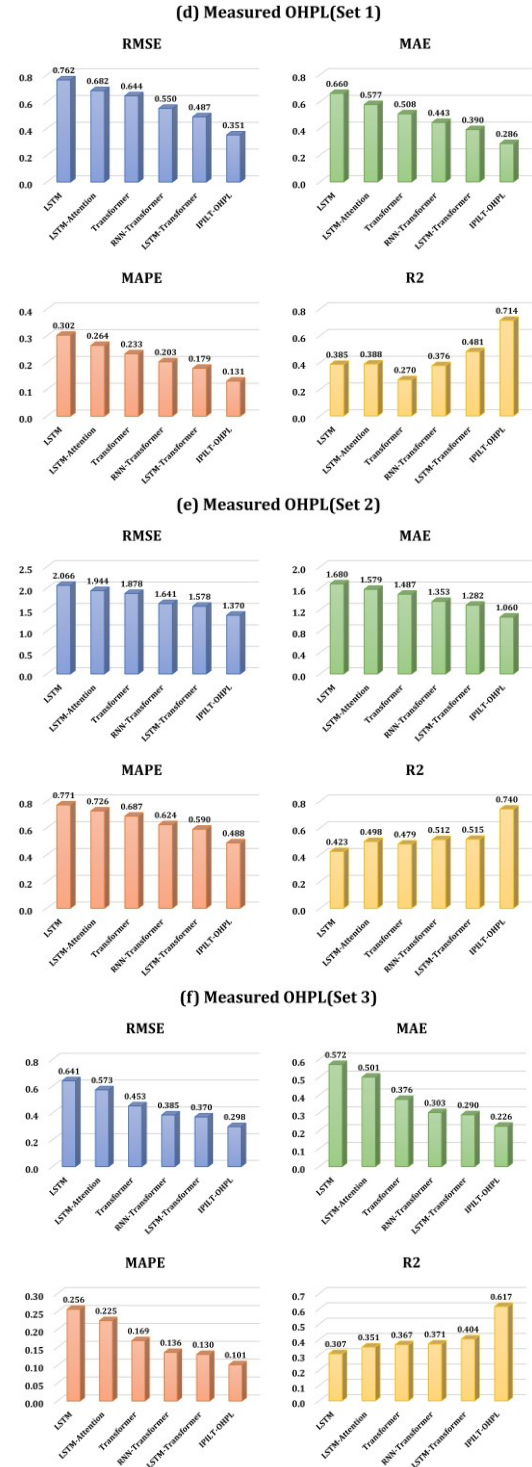 (d) Measured OHPL(Set 1)
RMSE
0.8
0.6
0.4
0.2
0.0
0.762
0.682
0.644
0.550
0.487
0.351
LSTM
LSTM-Attention
Transformer
RNN-Transformer
LSTM-Transformer
IPILT-OHPL
MAE
0.8
0.6
0.4
0.2
0.0
0.660
0.577
0.508
0.443
0.390
0.286
LSTM
LSTM-Attention
Transformer
RNN-Transformer
LSTM-Transformer
IPILT-OHPL
MAPE
0.4
0.3
0.2
0.1
0.0
0.302
0.264
0.233
0.203
0.179
0.131
LSTM
LSTM-Attention
Transformer
RNN-Transformer
LSTM-Transformer
IPILT-OHPL
R2
0.8
0.6
0.4
0.2
0.0
0.385
0.388
0.270
0.376
0.481
0.714
LSTM
LSTM-Attention
Transformer
RNN-Transformer
LSTM-Transformer
IPILT-OHPL
(e) Measured OHPL(Set 2)
RMSE
2.5
2.0
1.5
1.0
0.5
0.0
2.066
1.944
1.878
1.641
1.578
1.370
LSTM
LSTM-Attention
Transformer
RNN-Transformer
LSTM-Transformer
IPILT-OHPL
MAE
2.0
1.6
1.2
0.8
0.4
0.0
1.680
1.579
1.487
1.353
1.282
1.060
LSTM
LSTM-Attention
Transformer
RNN-Transformer
LSTM-Transformer
IPILT-OHPL
MAPE
0.8
0.6
0.4
0.2
0.0
0.771
0.726
0.687
0.624
0.590
0.488
LSTM
LSTM-Attention
Transformer
RNN-Transformer
LSTM-Transformer
IPILT-OHPL
R2
0.8
0.6
0.4
0.2
0.0
0.423
0.498
0.479
0.512
0.515
0.740
LSTM
LSTM-Attention
Transformer
RNN-Transformer
LSTM-Transformer
IPILT-OHPL
(f) Measured OHPL(Set 3)
RMSE
0.8
0.6
0.4
0.2
0.0
0.641
0.573
0.453
0.385
0.370
0.298
LSTM
LSTM-Attention
Transformer
RNN-Transformer
LSTM-Transformer
IPILT-OHPL
MAE
0.6
0.5
0.4
0.3
0.2
0.1
0.0
0.572
0.501
0.376
0.303
0.290
0.226
LSTM
LSTM-Attention
Transformer
RNN-Transformer
LSTM-Transformer
IPILT-OHPL
MAPE
0.30
0.25
0.20
0.15
0.10
0.05
0.00
0.256
0.225
0.169
0.136
0.130
0.101
LSTM
LSTM-Attention
Transformer
RNN-Transformer
LSTM-Transformer
IPILT-OHPL
R2
0.7
0.6
0.5
0.4
0.3
0.2
0.1
0.0
0.307
0.351
0.367
0.371
0.404
0.617
LSTM
LSTM-Attention
Transformer
RNN-Transformer
LSTM-Transformer
IPILT-OHPL